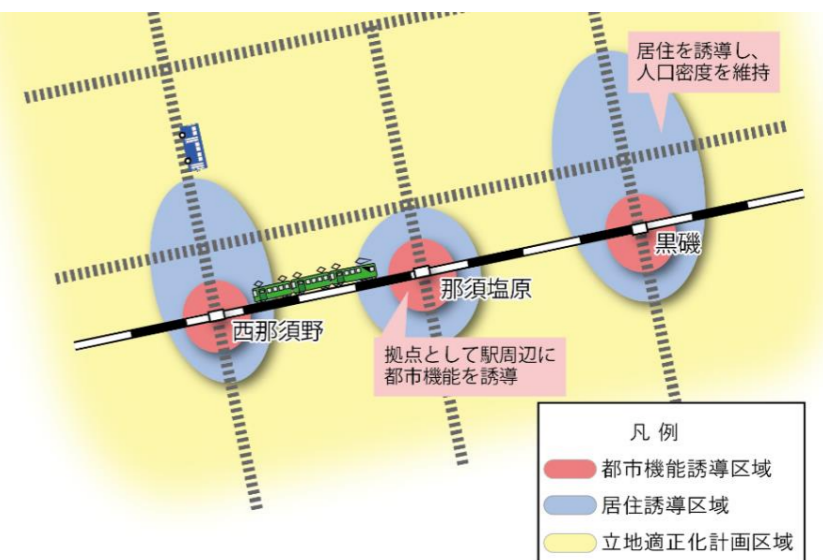 居住を誘導し、
人口密度を維持
黒磯
那須塩原
西那須野
拠点として駅周辺に
都市機能を誘導
凡例
都市機能誘導区域
居住誘導区域
立地適正化計画区域